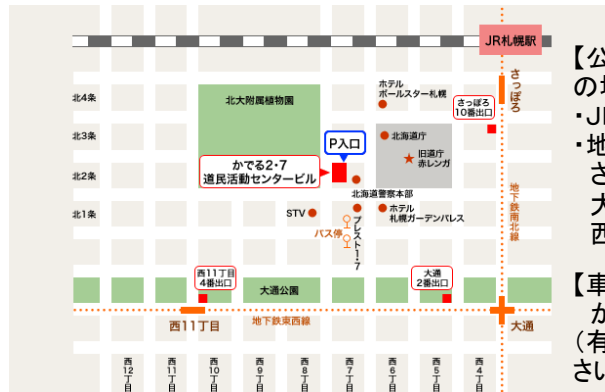 JR札幌駅
さっぽろ
ホテル
ポールスター札幌
北大附属植物園
さっぽろ
10番出口
北4条
北3条
北2条
北1条
P入口
北海道庁
旧道庁
赤レンガ
かでる2・7
道民活動センタービル
北海道警察本部
STV
ホテル
札幌ガーデンパレス
バス停
プレスト1・7
地下鉄南北線
西11丁目
4番出口
大通公園
大通
2番出口
西11丁目
地下鉄東西線
大通
西12丁目
西11丁目
西10丁目
西9丁目
西8丁目
西7丁目
西6丁目
西5丁目
西4丁目
【公
の場
・JR
・地
さ
大
西
【車
か
(有
さい